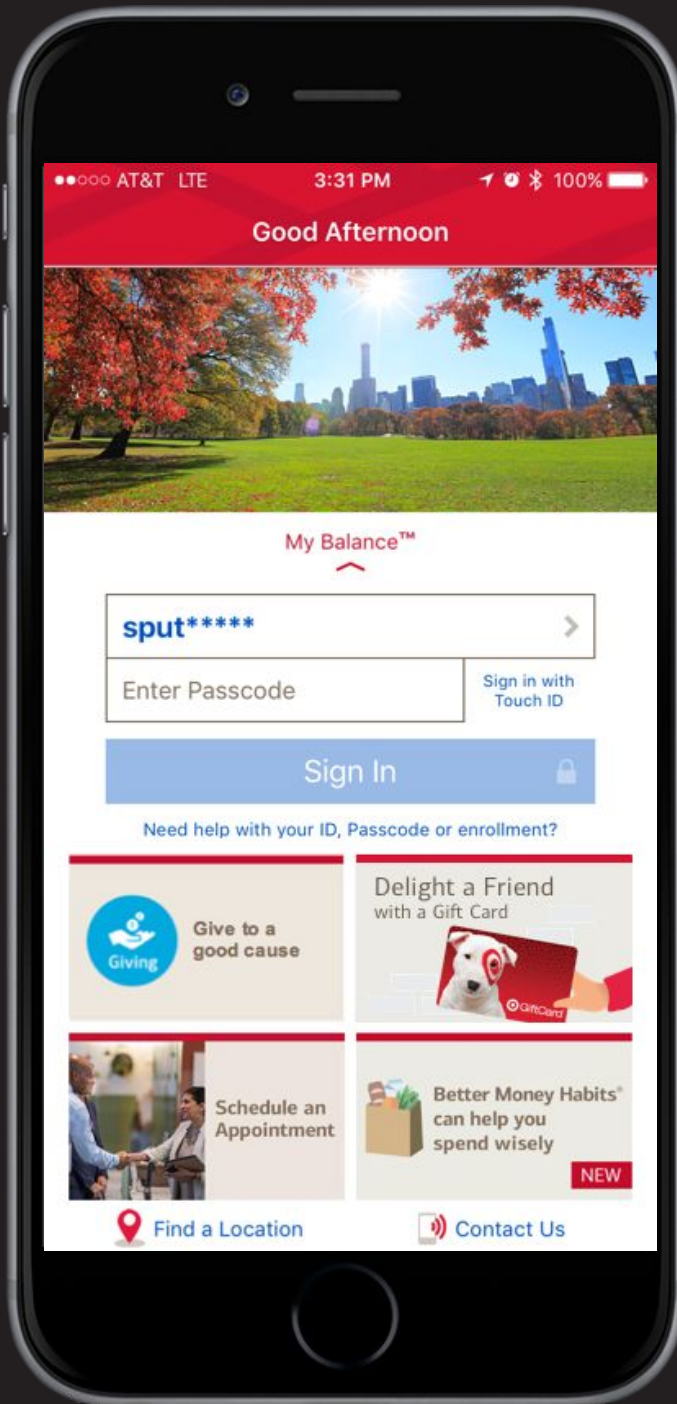 AT&T LTE 3:31 PM 100%
Good Afternoon
My Balance™
sput*****
Enter Passcode
Sign in with
Touch ID
Sign In
Need help with your ID, Passcode or enrollment?
Giving
Give to a
good cause
Delight a Friend
with a Gift Card
GiftCard
Schedule an
Appointment
Better Money Habits®
can help you
spend wisely
NEW
Find a Location
Contact Us